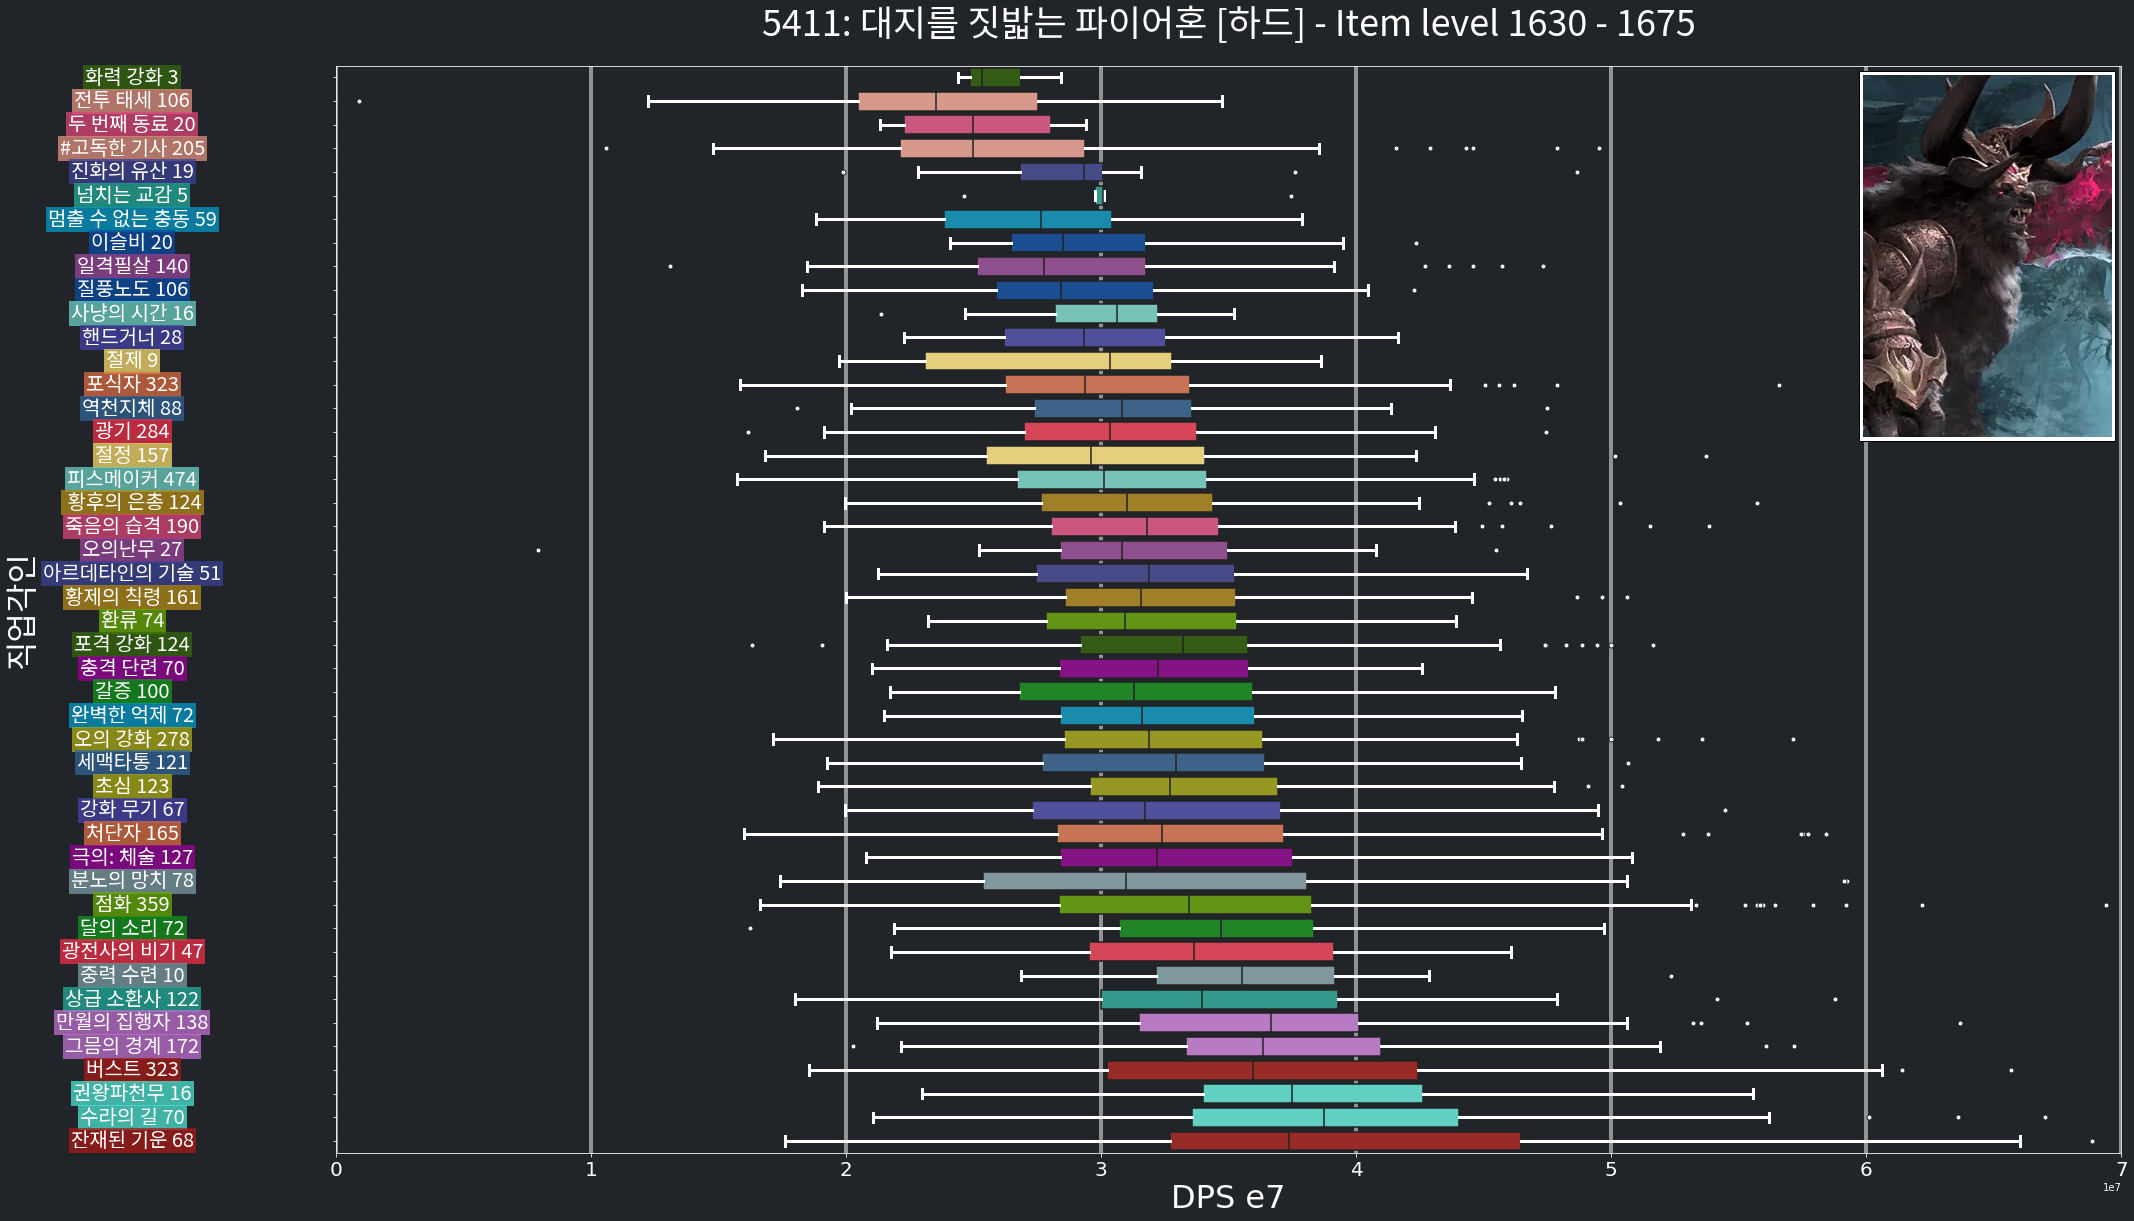 5411: 대지를 짓밟는 파이어혼 [하드] - Item level 1630 - 1675
화력 강화 3
전투 태세 106
두 번째 동료 20
#고독한 기사 205
진화의 유산 19
넘치는 교감 5
멈출 수 없는 충동 59
이슬비 20
일격필살 140
질풍노도 106
사냥의 시간 16
핸드거너 28
절제 9
포식자 323
역천지체 88
광기 284
절정 157
피스메이커 474
황후의 은총 124
죽음의 습격 190
오의난무 27
아르데타인의 기술 51
황제의 칙령 161
환류 74
포격 강화 124
충격 단련 70
갈증 100
완벽한 억제 72
오의 강화 278
세맥타통 121
초심 123
강화 무기 67
처단자 165
극의: 체술 127
분노의 망치 78
점화 359
달의 소리 72
광전사의 비기 47
중력 수련 10
상급 소환사 122
만월의 집행자 138
그믐의 경계 172
버스트 323
권왕파천무 16
수라의 길 70
잔재된 기운 68
직업각인
0 1 2 3 4 5 6 7
1e7
DPS e7